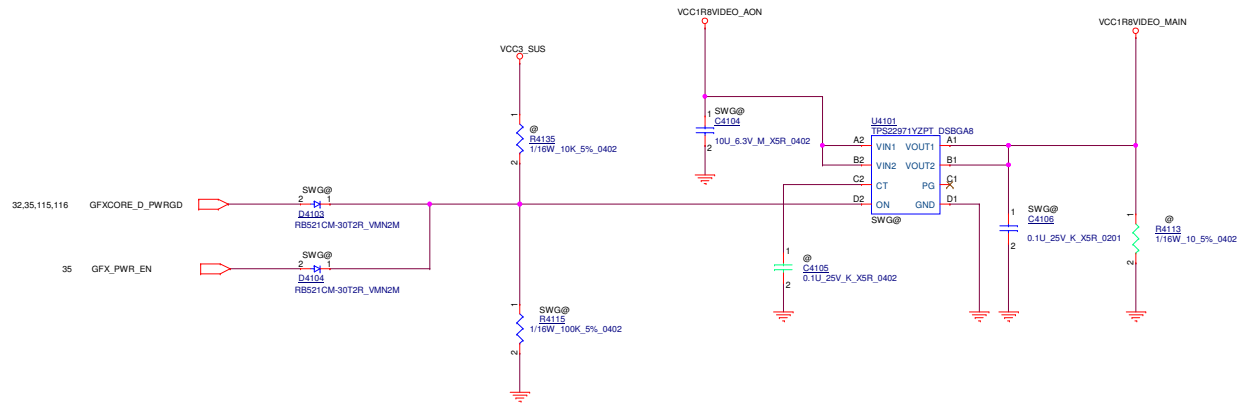 VCC1R8VIDEO_AON
VCC1R8VIDEO_MAIN
VCC3_SUS
1
@
R4135
1/16W_10K_5%_0402
2
1
SWG@
C4104
10U_6.3V_M_X5R_0402
2
U4101
TPS22971YZPT_DSBGA8
A2 VIN1 VOUT1 A1
B2 VIN2 VOUT2 B1
C2 CT PG C1
D2 ON GND D1
SWG@
32,35,115,116 GFXCORE_D_PWRGD
SWG@
2 1
D4103
RB521CM-30T2R_VMN2M
35 GFX_PWR_EN
SWG@
2 1
D4104
RB521CM-30T2R_VMN2M
1
SWG@
R4115
1/16W_100K_5%_0402
2
1
@
C4105
0.1U_25V_K_X5R_0402
2
1
SWG@
C4106
0.1U_25V_K_X5R_0201
2
1
@
R4113
1/16W_10_5%_0402
2